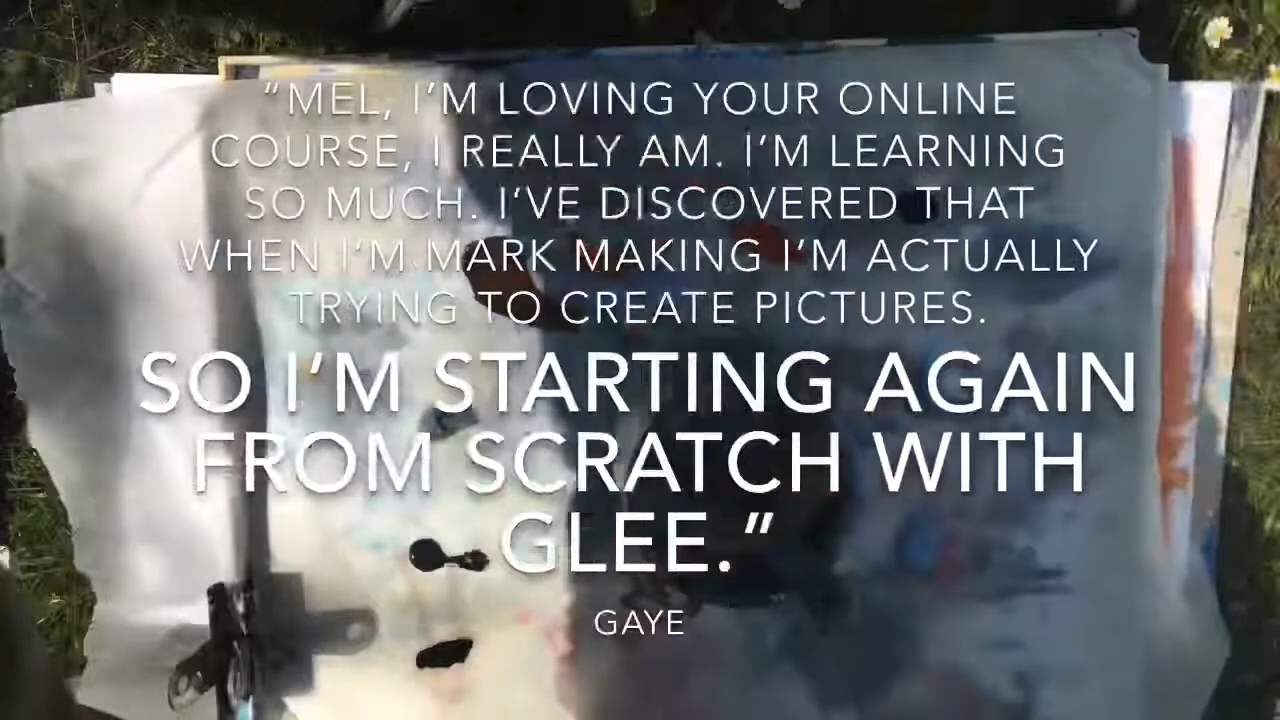 “MEL, I’M LOVING YOUR ONLINE
COURSE, I REALLY AM. I’M LEARNING
SO MUCH. I’VE DISCOVERED THAT
WHEN I’M MARK MAKING I’M ACTUALLY
TRYING TO CREATE PICTURES.
SO I’M STARTING AGAIN
FROM SCRATCH WITH
GLEE.”
GAYE